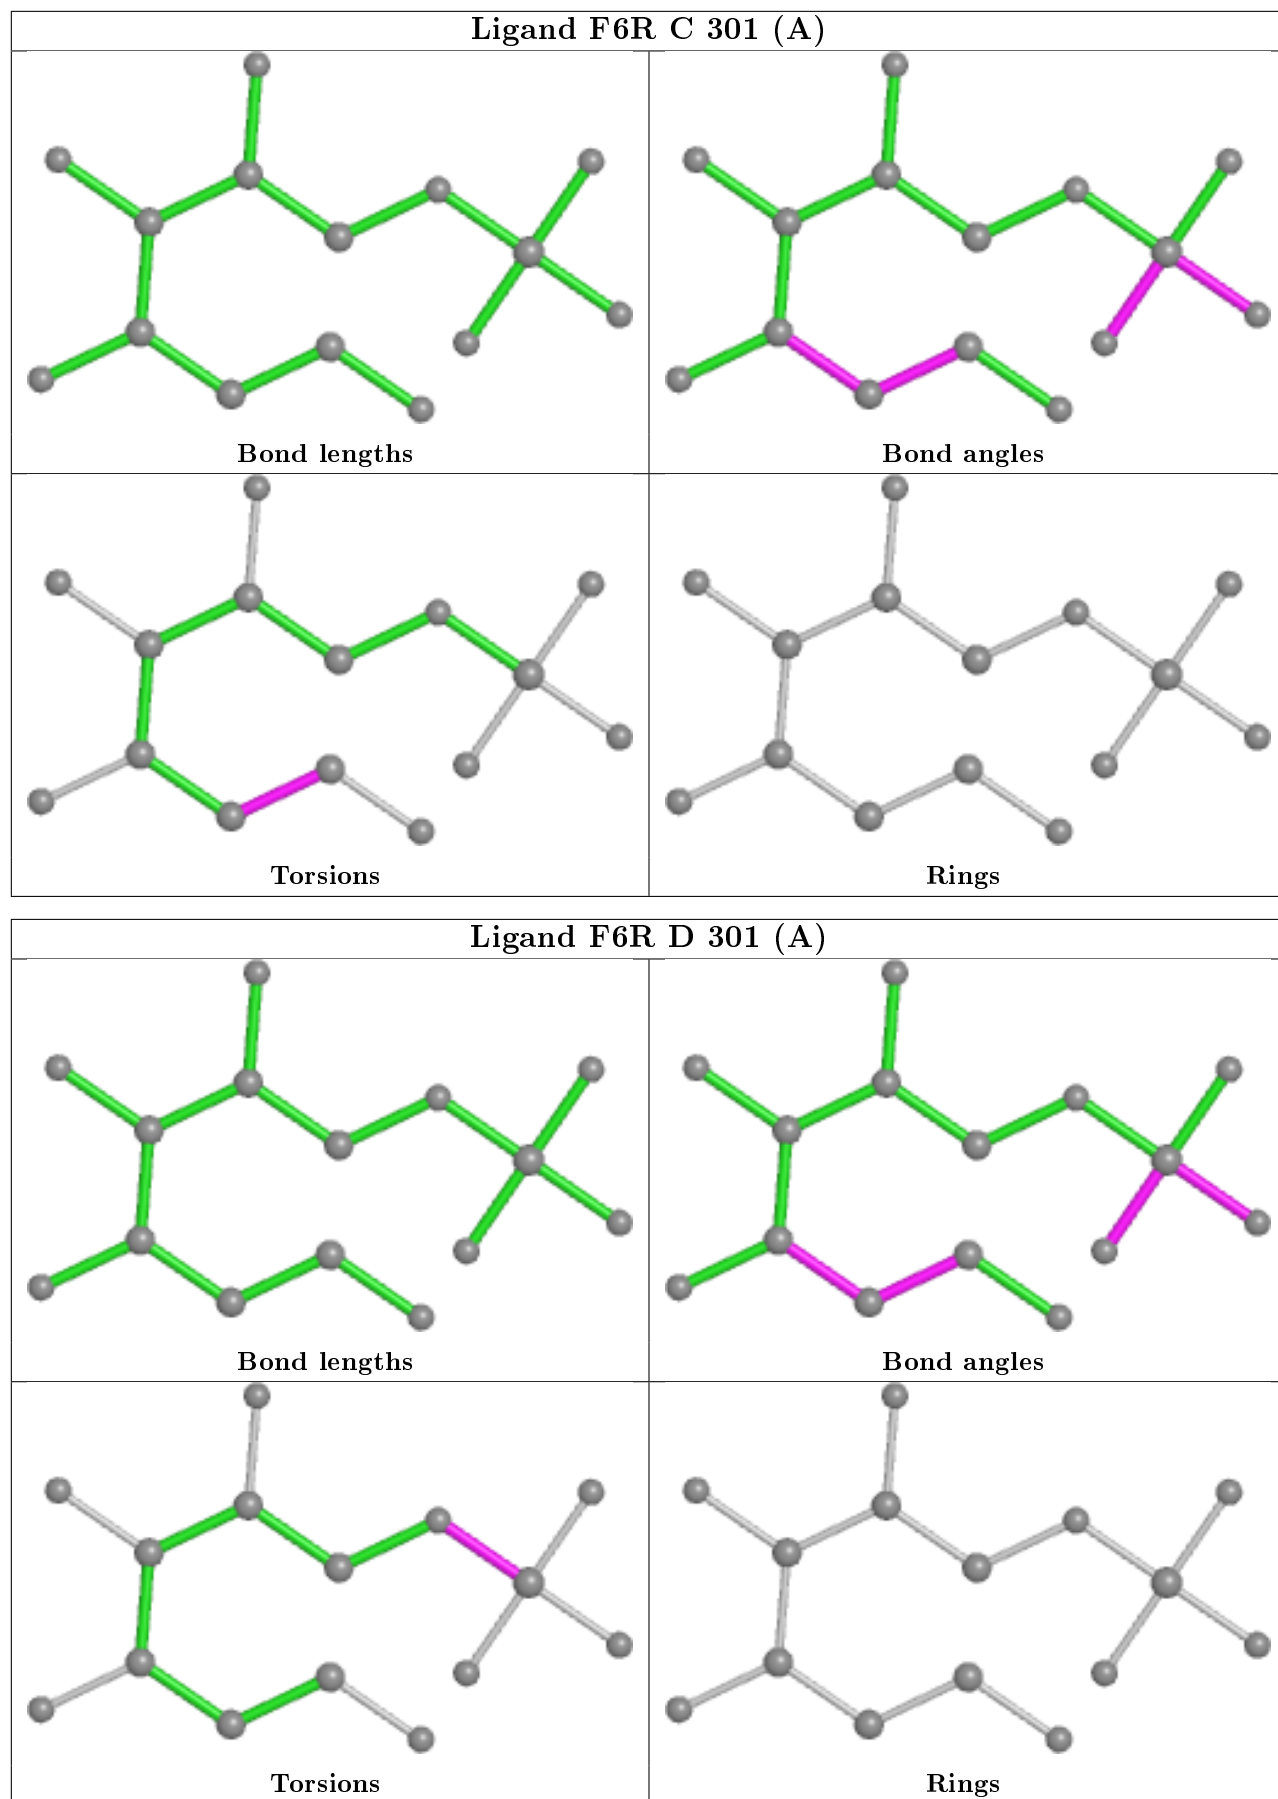 Ligand F6R C 301 (A)
Bond lengths
Bond angles
Torsions
Rings
Ligand F6R D 301 (A)
Bond lengths
Bond angles
Torsions
Rings